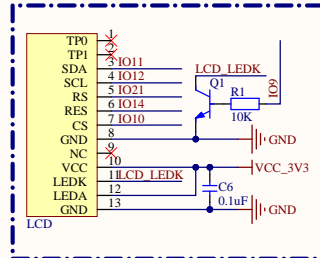 TP0 1
TP1 2
SDA 3 IO11
SCL 4 IO12
RS 5 IO21
RES 6 IO14
CS 7 IO10
GND 8
NC 9
VCC 10
LEDK 11 LCD_LEDK
LEDA 12
GND 13
LCD
LCD_LEDK
Q1
R1
10K
IO9
GND
VCC_3V3
C6
0.1uF
GND